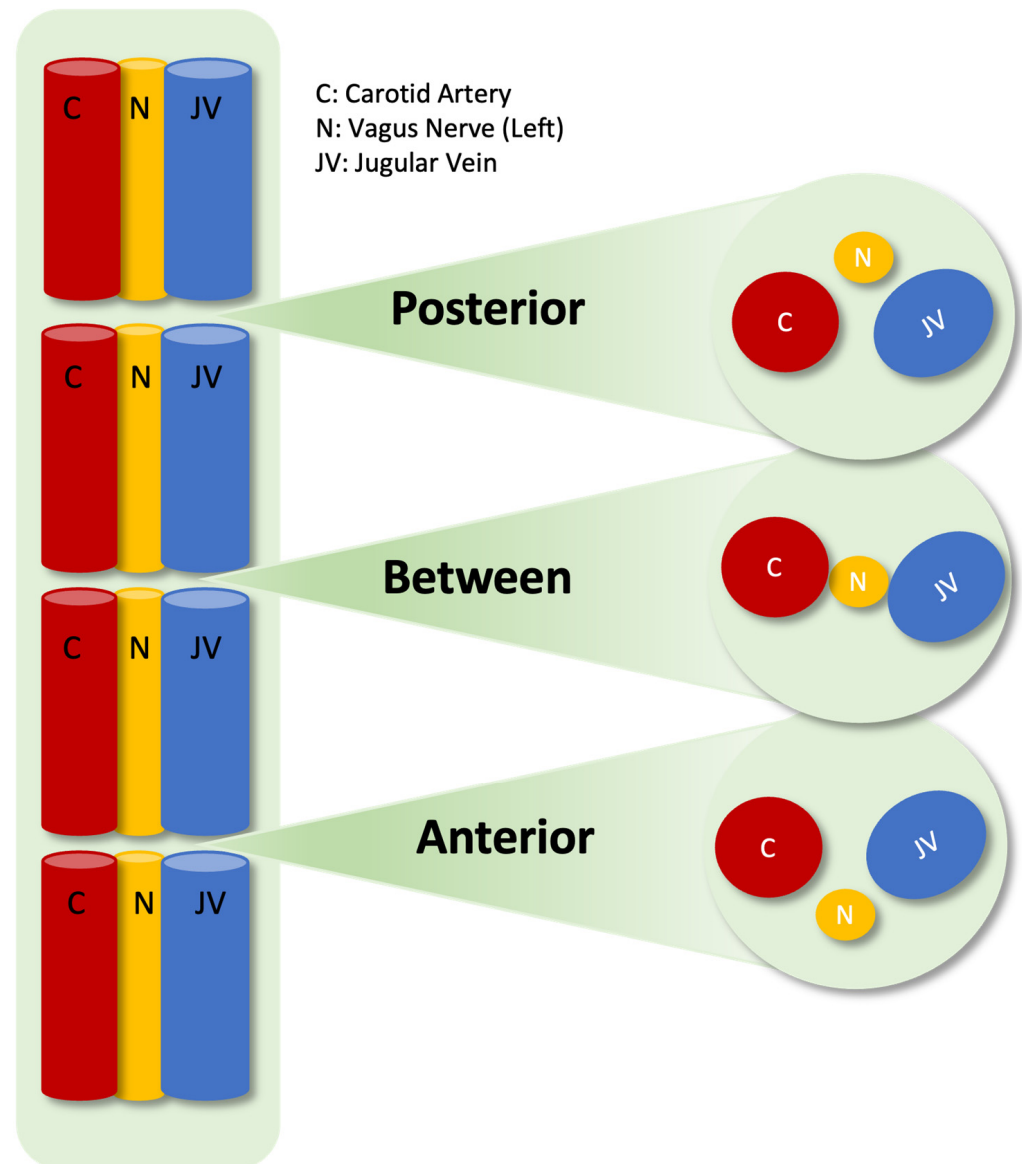 C N JV
C: Carotid Artery
N: Vagus Nerve (Left)
JV: Jugular Vein
N
Posterior
C
JV
C N JV
Between
C
N
JV
C N JV
Anterior
C
JV
N
C N JV